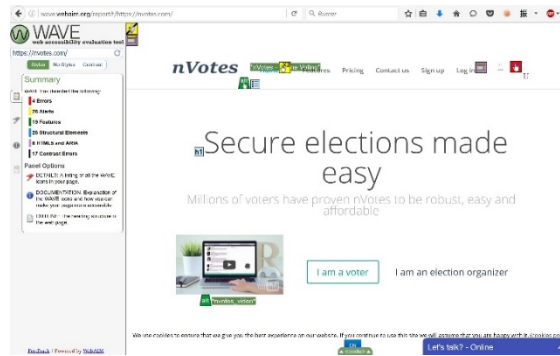 wave.webaim.org/report#/https://nvotes.com/
Buscar
WAVE
web accessibility evaluation tool
https://nvotes.com/
Styles No Styles Contrast
Summary
WAVE has detected the following:
4 Errors
19 Features
26 Structural Elements
HTML5 and ARIA
17 Contrast Errors
Panel Options
DETAILS: A listing of all the WAVE icons in your page.
DOCUMENTATION: Explanation of the WAVE icons and how you can make your page more accessible
OUTLINE: The heading structure of the web page.
Feedback | Powered by WebAIM
nVotes
Features Pricing Contact us Sign up Log in
h1
Secure elections made
easy
Millions of voters have proven nVotes to be robust, easy and
affordable
I am a voter
I am an election organizer
"nvotes_video"
We use cookies to ensure that we give you the best experience on our website. If you continue to use this site we will assume that you are happy with it.
Let's talk? - Online